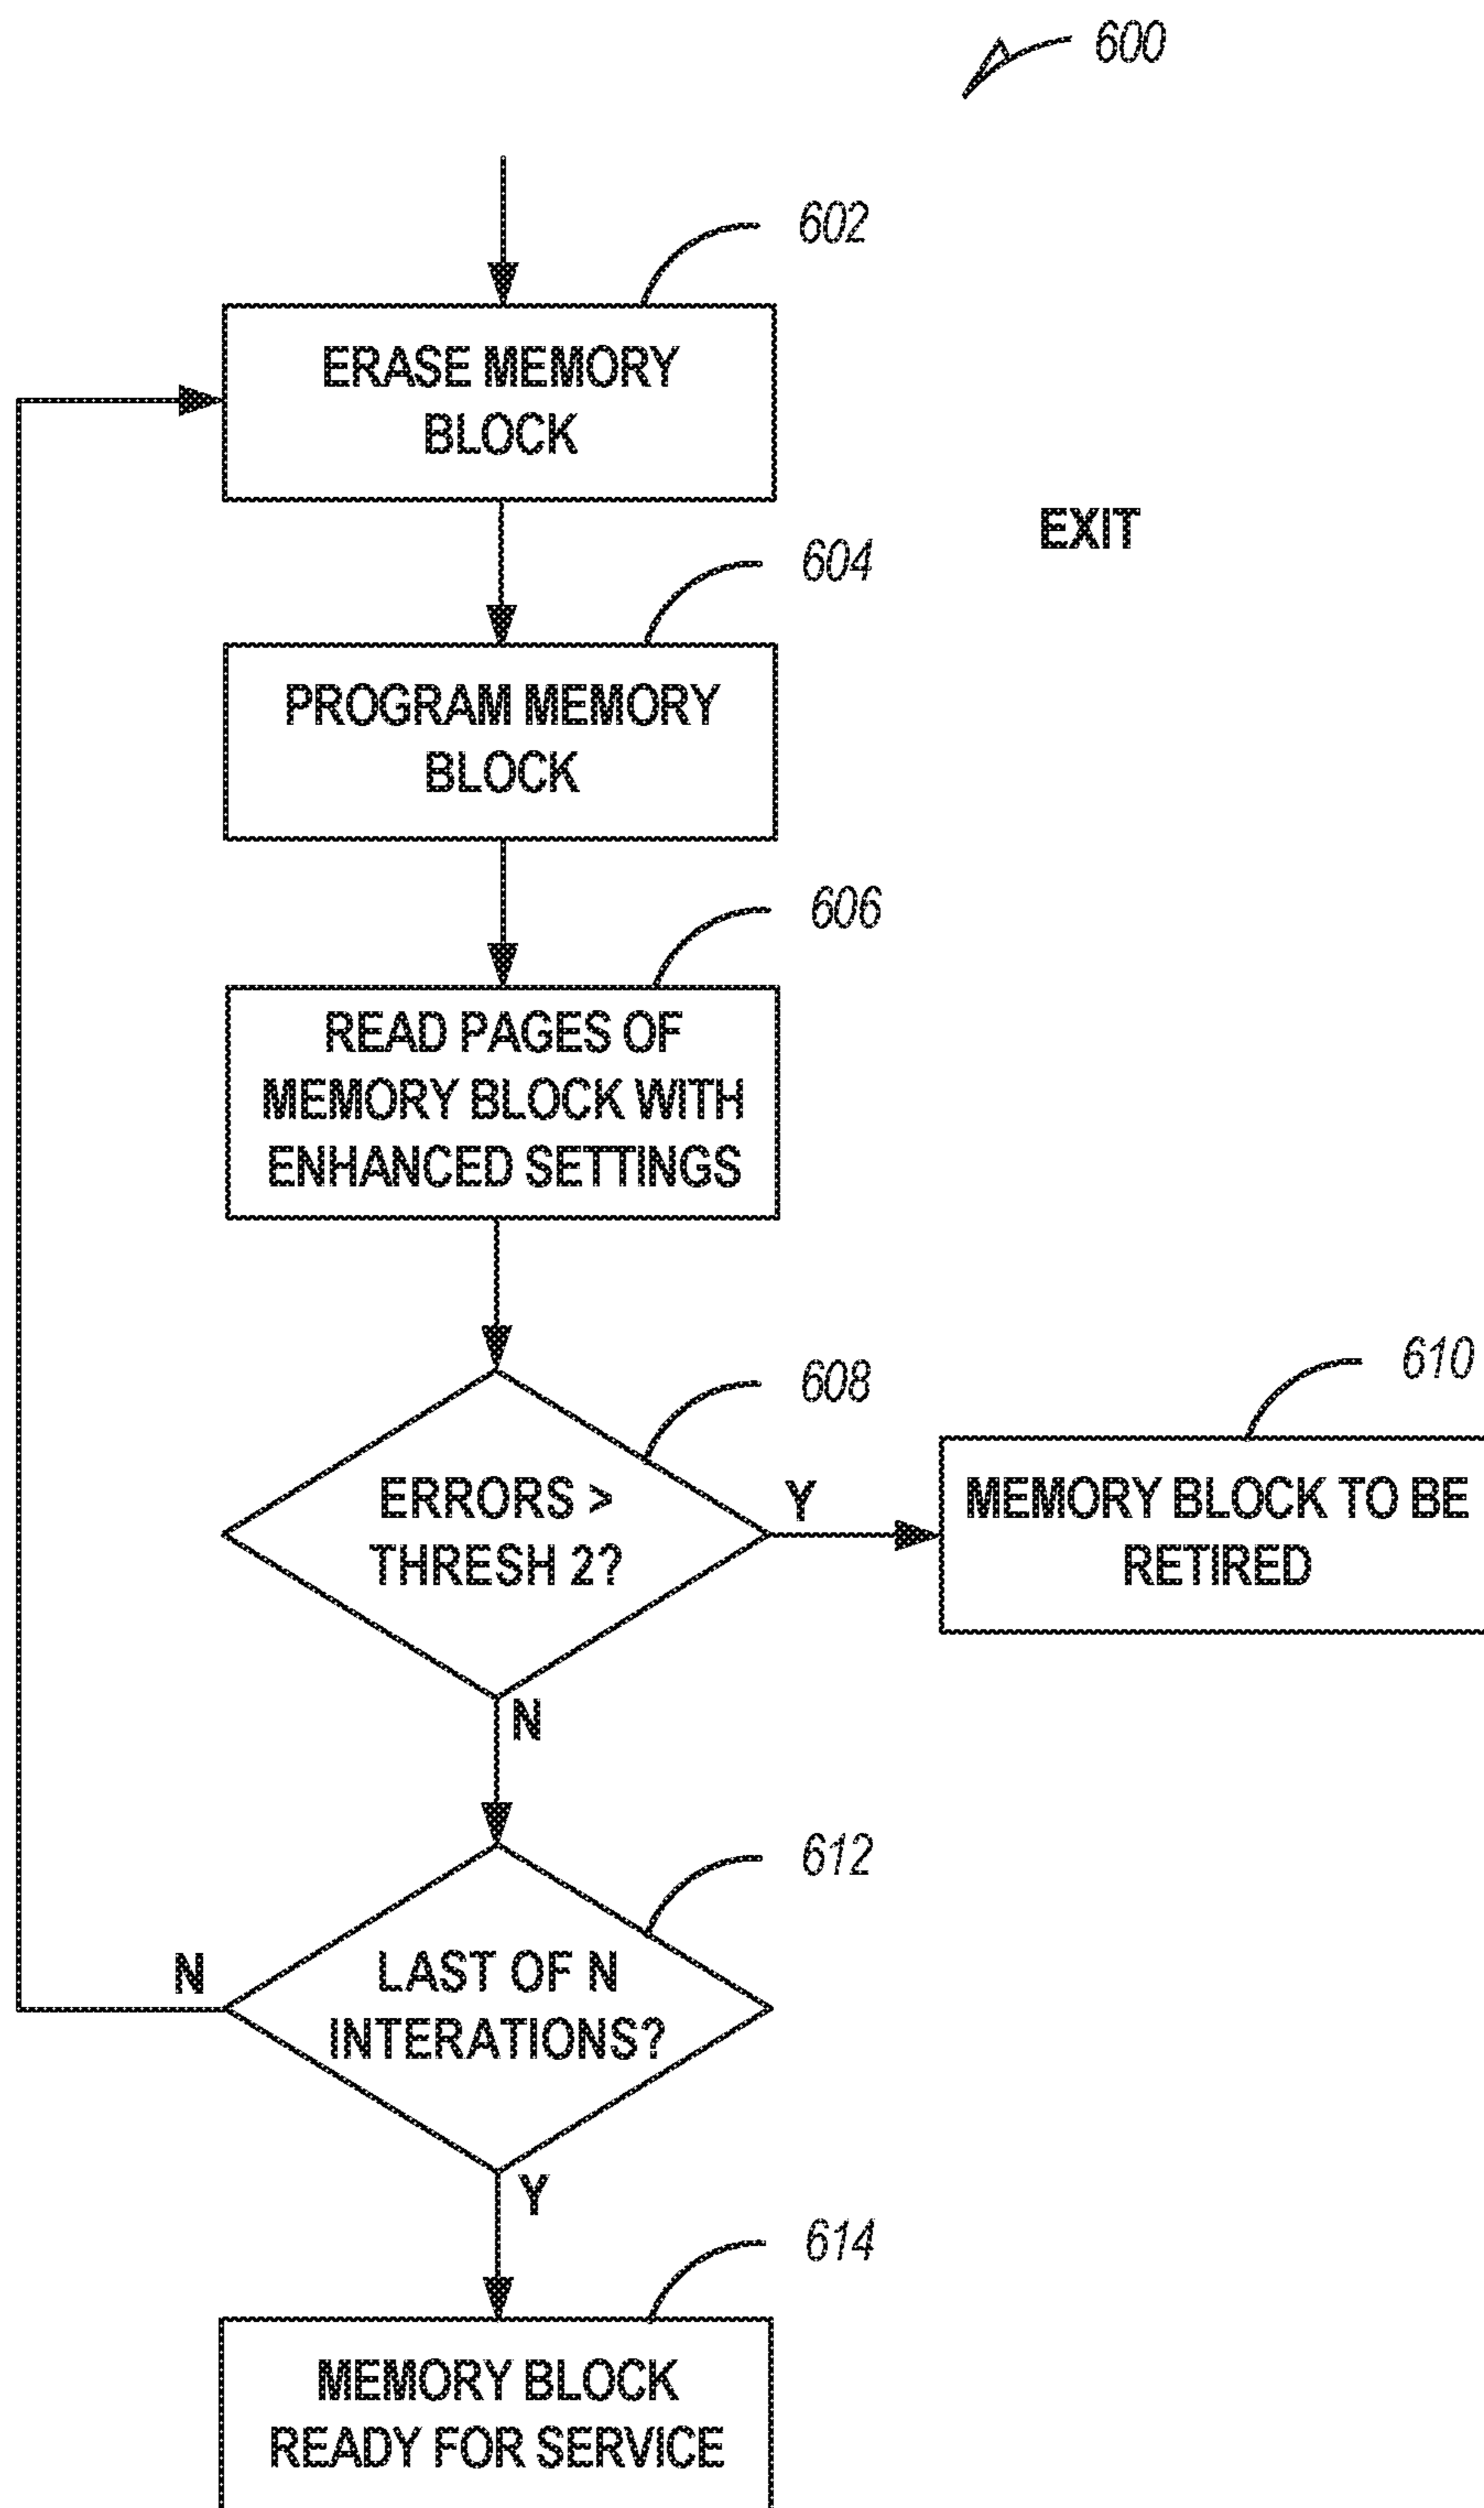 600
602
ERASE MEMORY
BLOCK
EXIT
604
PROGRAM MEMORY
BLOCK
606
READ PAGES OF
MEMORY BLOCK WITH
ENHANCED SETTINGS
608
610
ERRORS >
THRESH 2?
Y
MEMORY BLOCK TO BE
RETIRED
N
612
N
LAST OF N
INTERATIONS?
Y
614
MEMORY BLOCK
READY FOR SERVICE